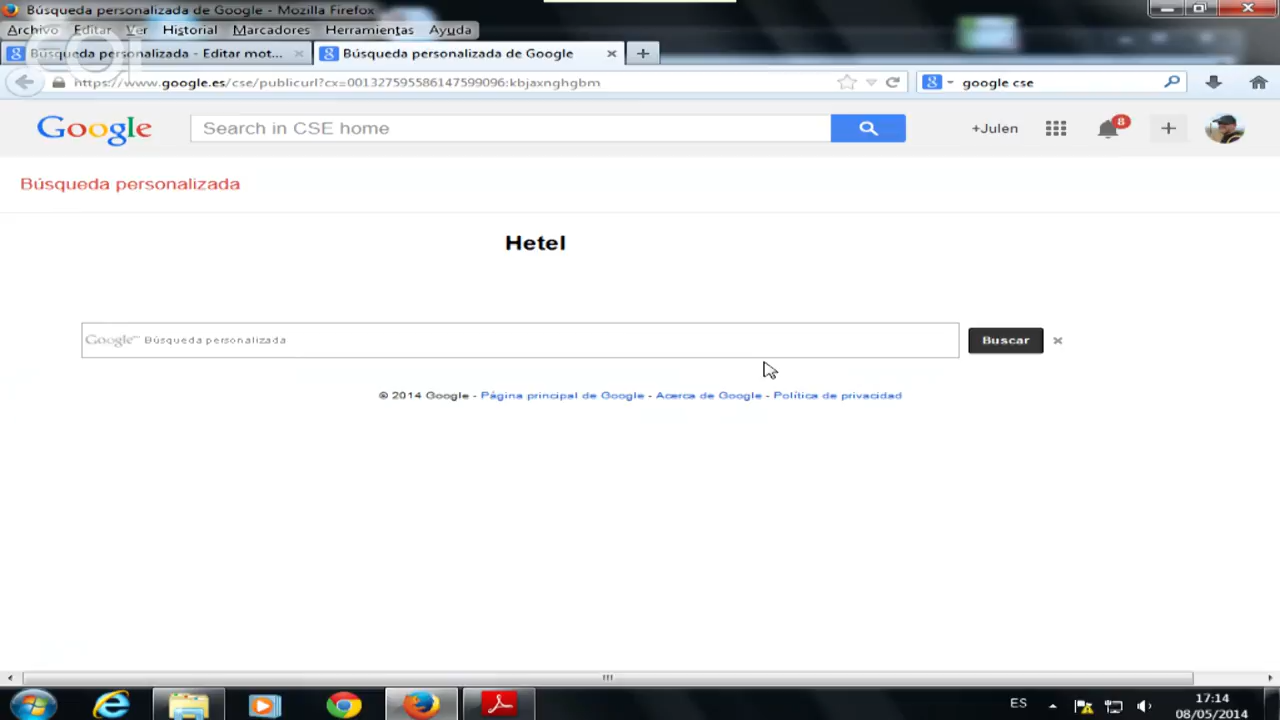 Búsqueda personalizada de Google - Mozilla Firefox
Archivo Editar Ver Historial Marcadores Herramientas Ayuda
Búsqueda personalizada - Editar mot... Búsqueda personalizada de Google
https://www.google.es/cse/publicurl?cx=001327595586147599096:kbjaxnghgbm google cse
Google Search in CSE home +Julen 8
Búsqueda personalizada
Hetel
Google™ Búsqueda personalizada Buscar
© 2014 Google - Página principal de Google - Acerca de Google - Política de privacidad
ES 17:14
08/05/2014